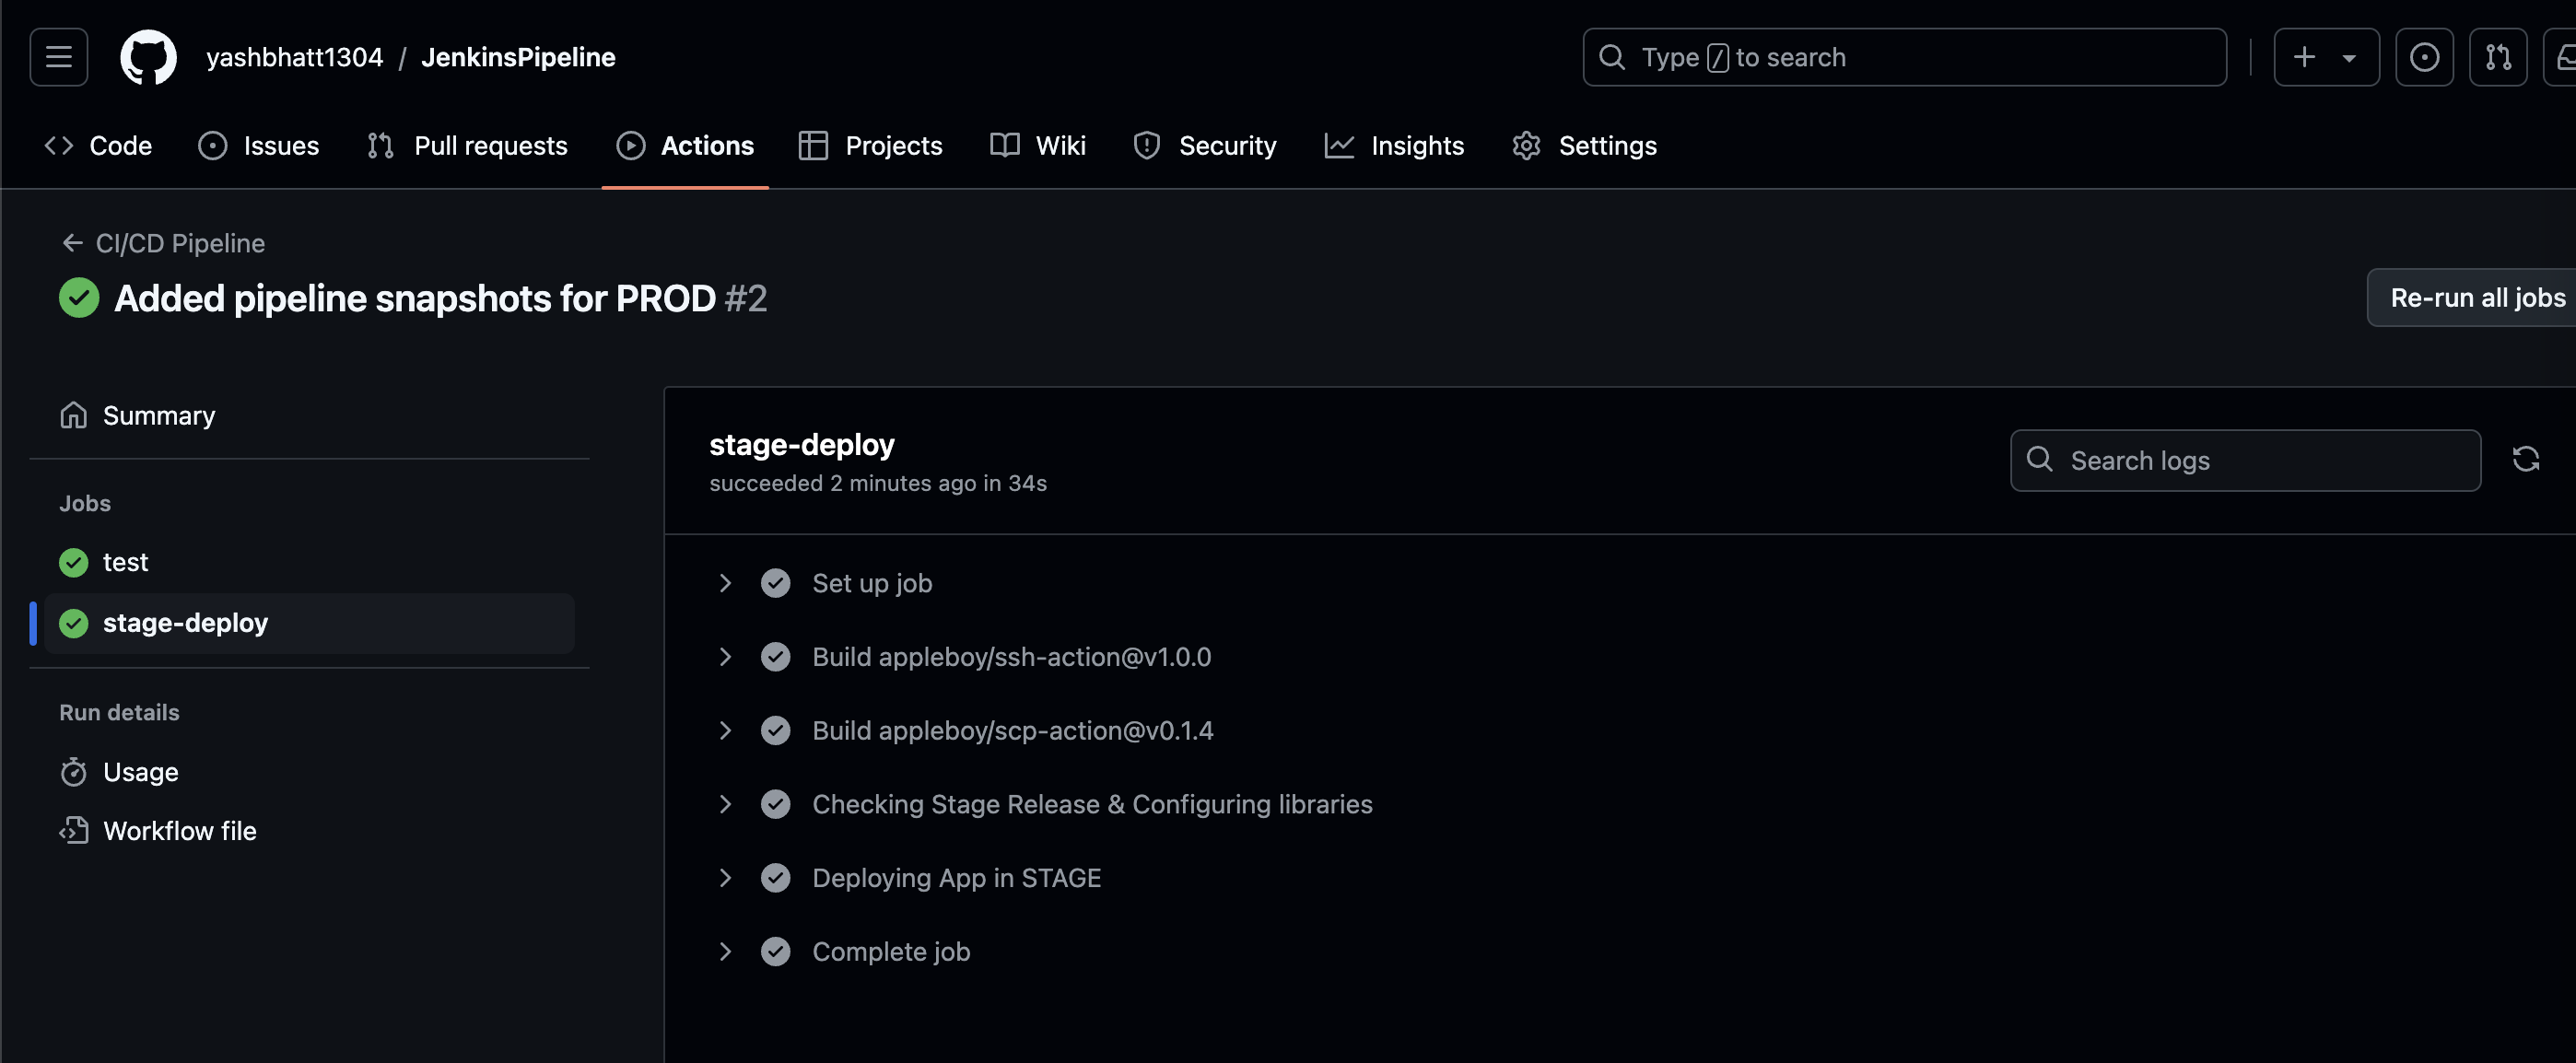 yashbhatt1304 / JenkinsPipeline
Type / to search
Code Issues Pull requests Actions Projects Wiki Security Insights Settings
CI/CD Pipeline
Added pipeline snapshots for PROD #2
Re-run all jobs
Summary
Jobs
test
stage-deploy
Run details
Usage
Workflow file
stage-deploy
succeeded 2 minutes ago in 34s
Search logs
Set up job
Build appleboy/ssh-action@v1.0.0
Build appleboy/scp-action@v0.1.4
Checking Stage Release & Configuring libraries
Deploying App in STAGE
Complete job